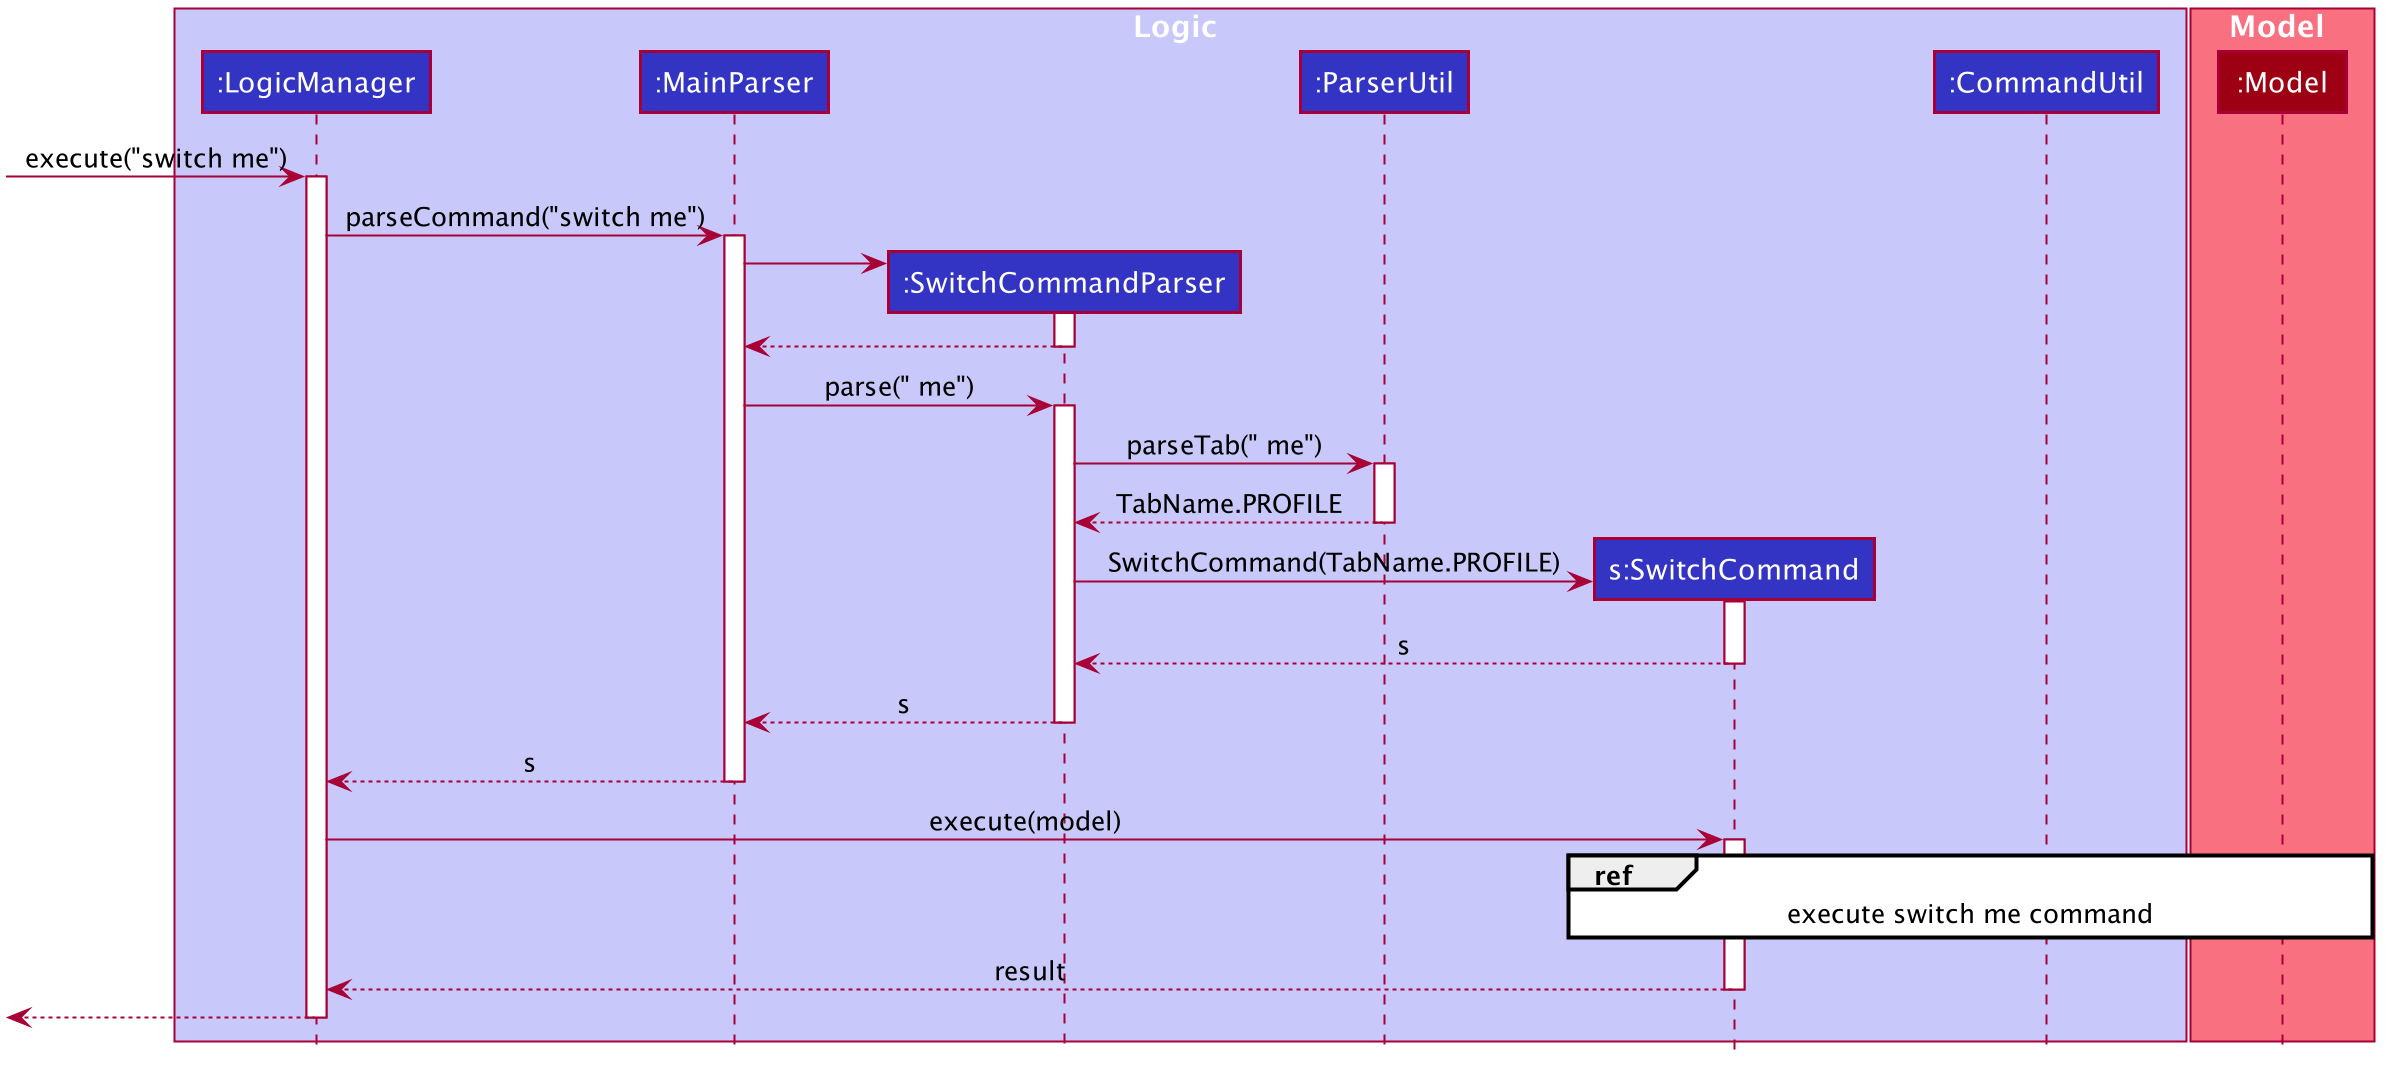 Logic
Model
:LogicManager
:MainParser
:ParserUtil
:CommandUtil
:Model
execute("switch me")
parseCommand("switch me")
:SwitchCommandParser
parse(" me")
parseTab(" me")
TabName.PROFILE
SwitchCommand(TabName.PROFILE)
s:SwitchCommand
s
s
s
execute(model)
ref
execute switch me command
result